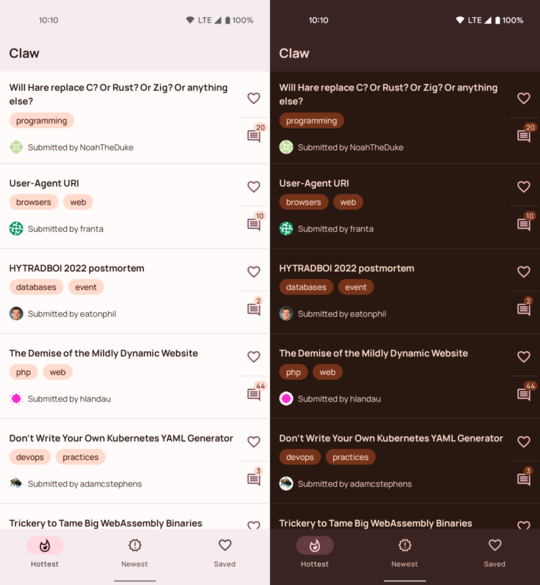 10:10 LTE 100%
Claw
Will Hare replace C? Or Rust? Or Zig? Or anything
else?
programming
20
Submitted by NoahTheDuke
User-Agent URI
browsers web
10
Submitted by franta
HYTRADBOI 2022 postmortem
databases event
2
Submitted by eatonphil
The Demise of the Mildly Dynamic Website
php web
44
Submitted by hlandau
Don't Write Your Own Kubernetes YAML Generator
devops practices
3
Submitted by adamcstephens
Trickery to Tame Big WebAssembly Binaries
Hottest Newest Saved
10:10 LTE 100%
Claw
Will Hare replace C? Or Rust? Or Zig? Or anything
else?
programming
20
Submitted by NoahTheDuke
User-Agent URI
browsers web
10
Submitted by franta
HYTRADBOI 2022 postmortem
databases event
2
Submitted by eatonphil
The Demise of the Mildly Dynamic Website
php web
44
Submitted by hlandau
Don't Write Your Own Kubernetes YAML Generator
devops practices
3
Submitted by adamcstephens
Trickery to Tame Big WebAssembly Binaries
Hottest Newest Saved